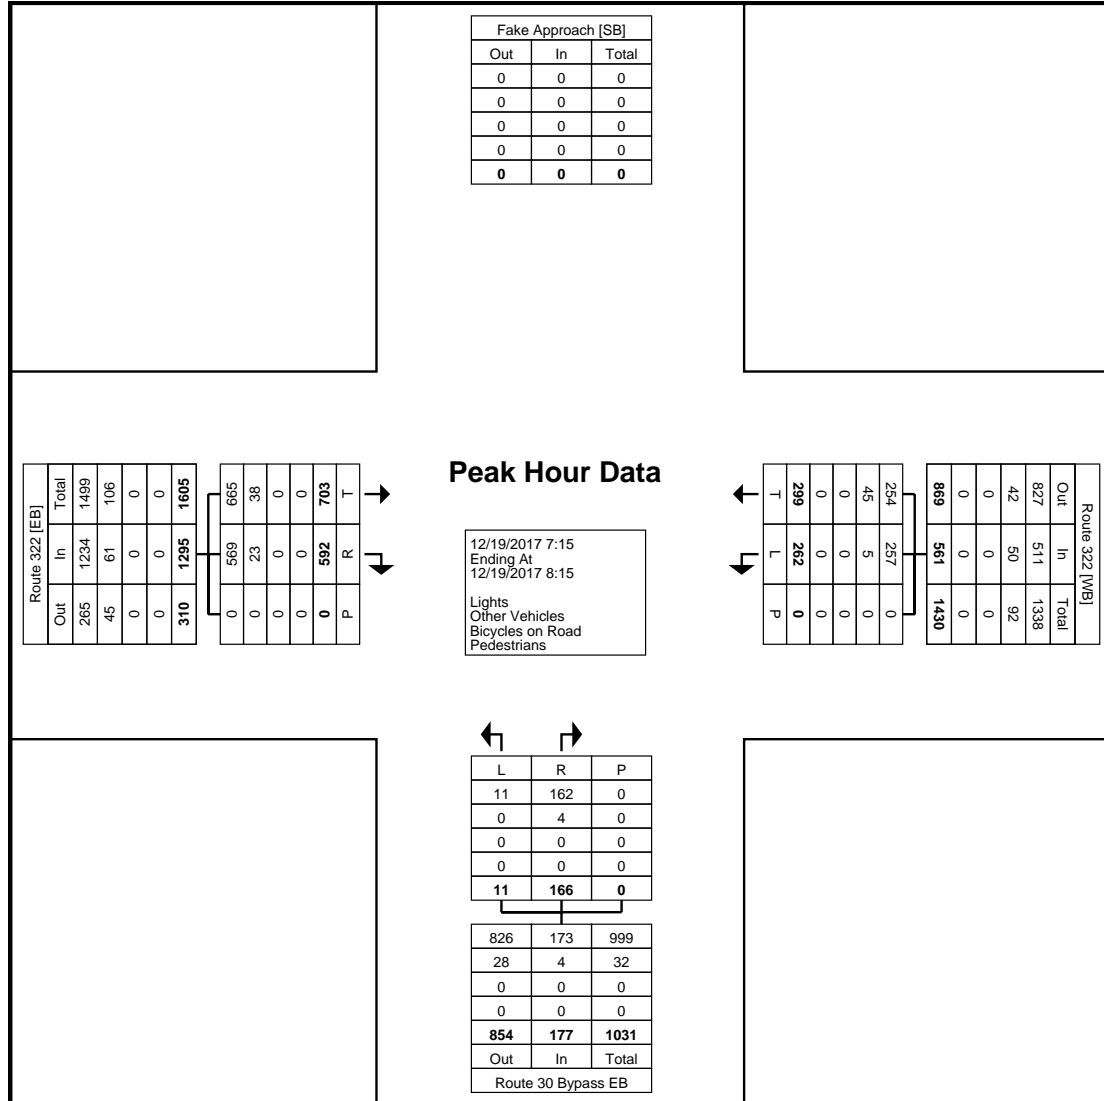 Fake Approach [SB]
Out In Total
0 0 0
0 0 0
0 0 0
0 0 0
0 0 0
Route 322 [EB]
Total 1499 106 0 0 1605
In 1234 61 0 0 1295
Out 265 45 0 0 310
665 38 0 0 703 T
569 23 0 0 592 R
0 0 0 0 0 P
Peak Hour Data
12/19/2017 7:15
Ending At
12/19/2017 8:15
Lights
Other Vehicles
Bicycles on Road
Pedestrians
T 299 0 0 45 254
L 262 0 0 5 257
P 0 0 0 0 0
869 0 0 42 827 Out
561 0 0 50 511 In
1430 0 0 92 1338 Total
Route 322 [WB]
L R P
11 162 0
0 4 0
0 0 0
0 0 0
11 166 0
826 173 999
28 4 32
0 0 0
0 0 0
854 177 1031
Out In Total
Route 30 Bypass EB